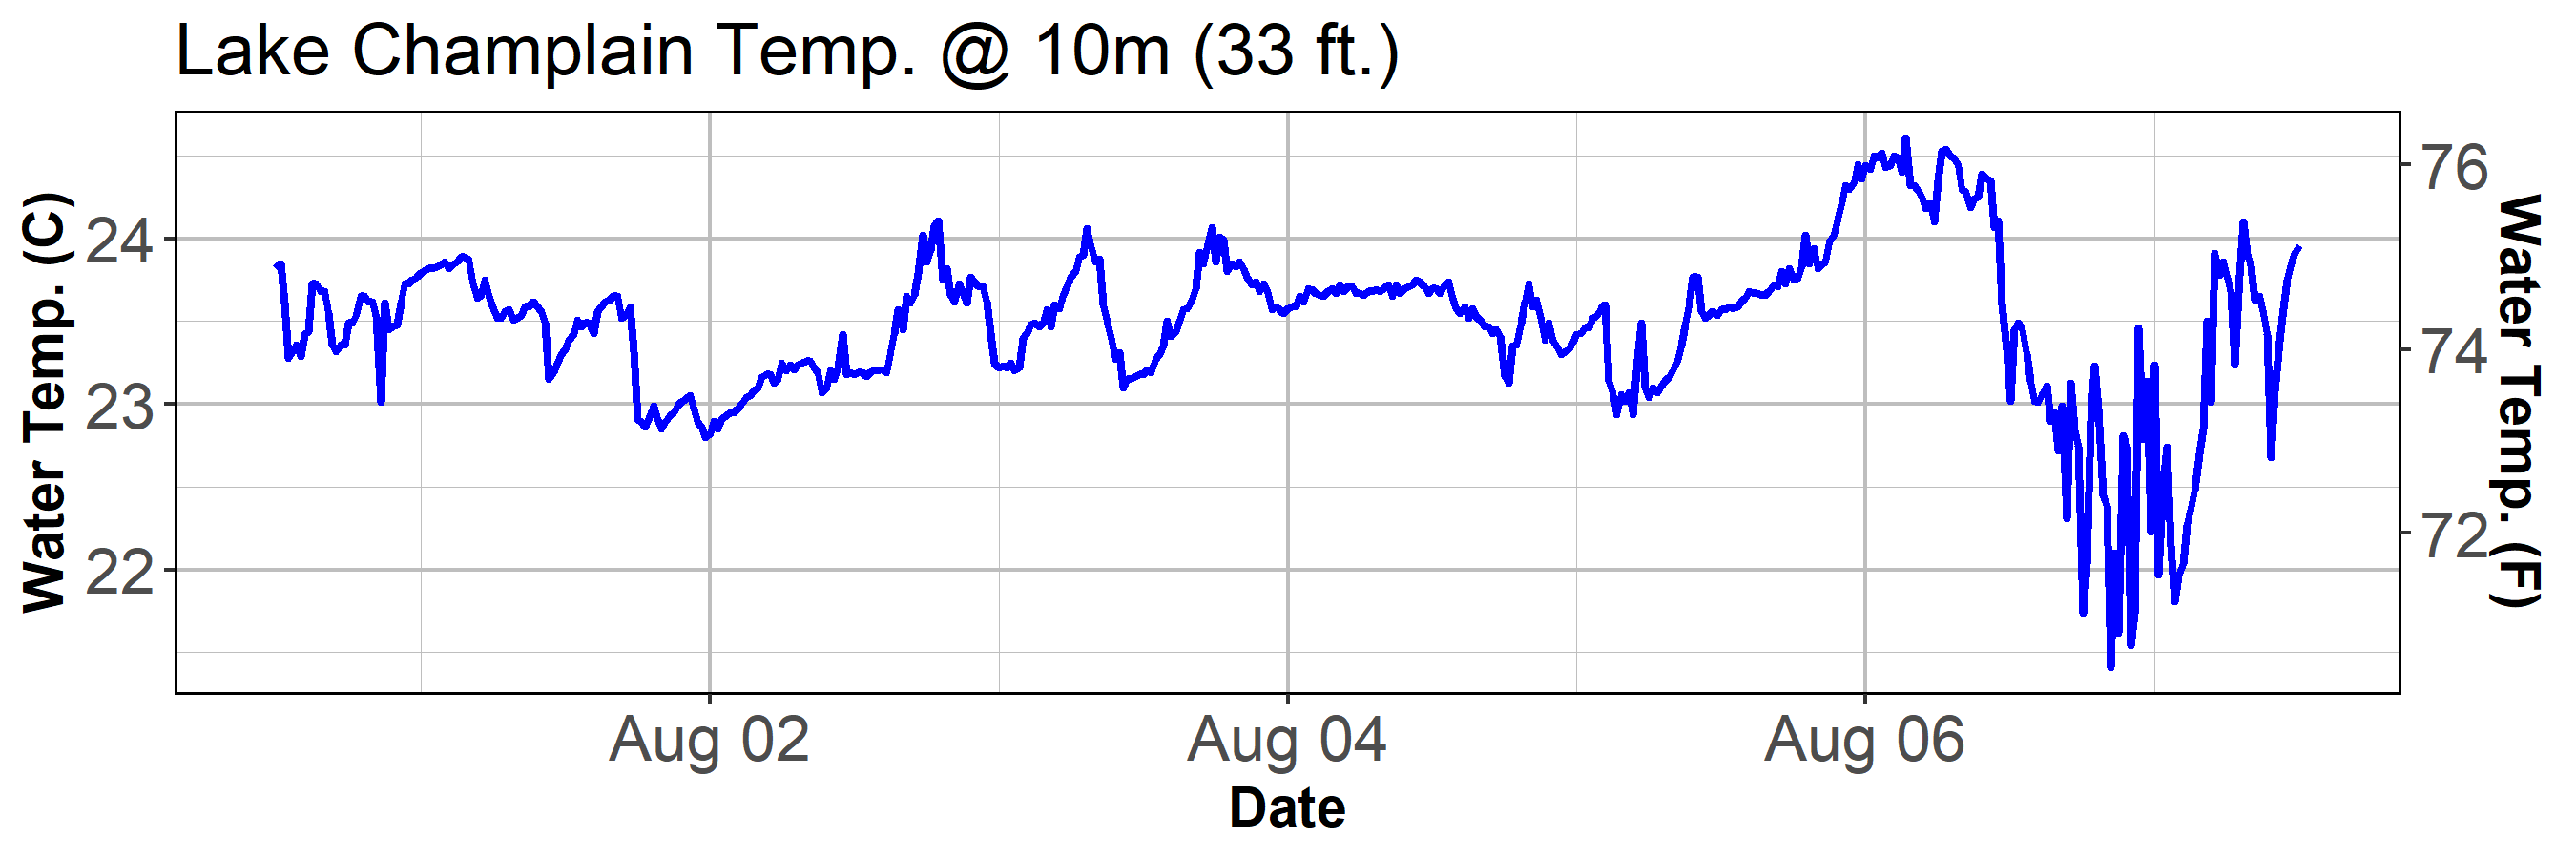 Lake Champlain Temp. @ 10m (33 ft.)
Water Temp. (C)
24
23
22
76
74
72
Water Temp. (F)
Aug 02
Aug 04
Aug 06
Date